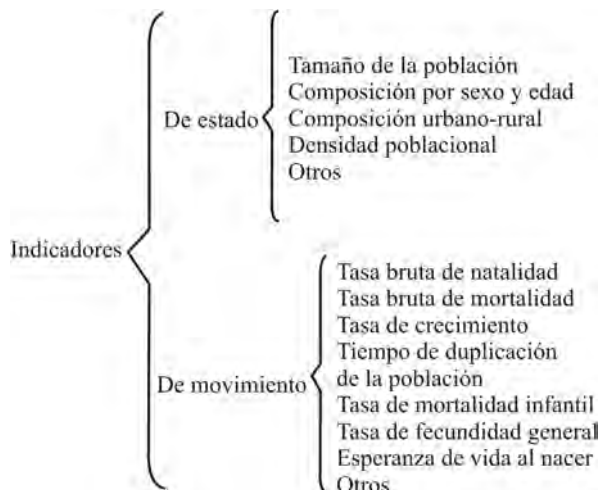 Indicadores
De estado
Tamaño de la población
Composición por sexo y edad
Composición urbano-rural
Densidad poblacional
Otros
De movimiento
Tasa bruta de natalidad
Tasa bruta de mortalidad
Tasa de crecimiento
Tiempo de duplicación
de la población
Tasa de mortalidad infantil
Tasa de fecundidad general
Esperanza de vida al nacer
Otros